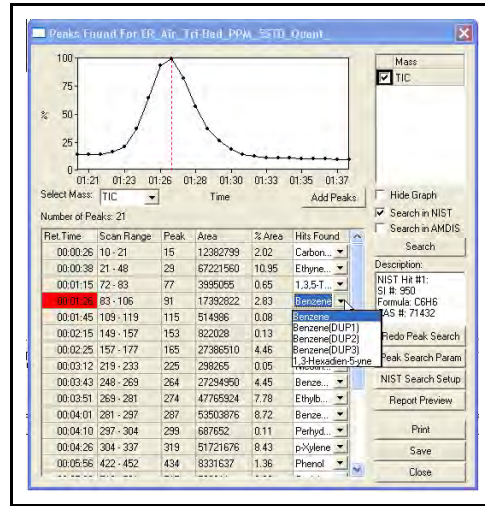 Peaks Found For ER_Air_Tri-Bed_PPM_5STD_Quant_
100
75
%
50
25
0
01:21 01:23 01:26 01:28 01:30 01:33 01:35 01:37
Select Mass: TIC Time Add Peaks
Number of Peaks: 21
Mass
TIC
Hide Graph
Search in NIST
Search in AMDIS
Search
Description:
NIST Hit #1:
SI #: 950
Formula: C6H6
CAS #: 71432
Redo Peak Search
Peak Search Param
NIST Search Setup
Report Preview
Print
Save
Close
Ret.Time Scan Range Peak Area % Area Hits Found
00:00:26 10 - 21 15 12382799 2.02 Carbon...
00:00:38 21 - 48 29 67221560 10.95 Ethyne...
00:01:15 72 - 83 77 3995055 0.65 1,3,5-T...
00:01:26 83 - 106 91 17392822 2.83 Benzene
00:01:45 109 - 119 115 514986 0.08
00:02:15 149 - 157 153 822028 0.13
00:02:25 157 - 177 165 27386510 4.46
00:03:12 219 - 233 225 298265 0.05
00:03:43 248 - 269 264 27294950 4.45 Benze...
00:03:51 269 - 281 274 47765924 7.78 Ethylb...
00:04:01 281 - 297 287 53503876 8.72 Benze...
00:04:10 297 - 304 299 687652 0.11 Perhyd...
00:04:26 304 - 337 319 51721676 8.43 p-Xylene
00:05:56 422 - 452 434 8331637 1.36 Phenol
Benzene
Benzene(DUP1)
Benzene(DUP2)
Benzene(DUP3)
1,3-Hexadien-5-yne